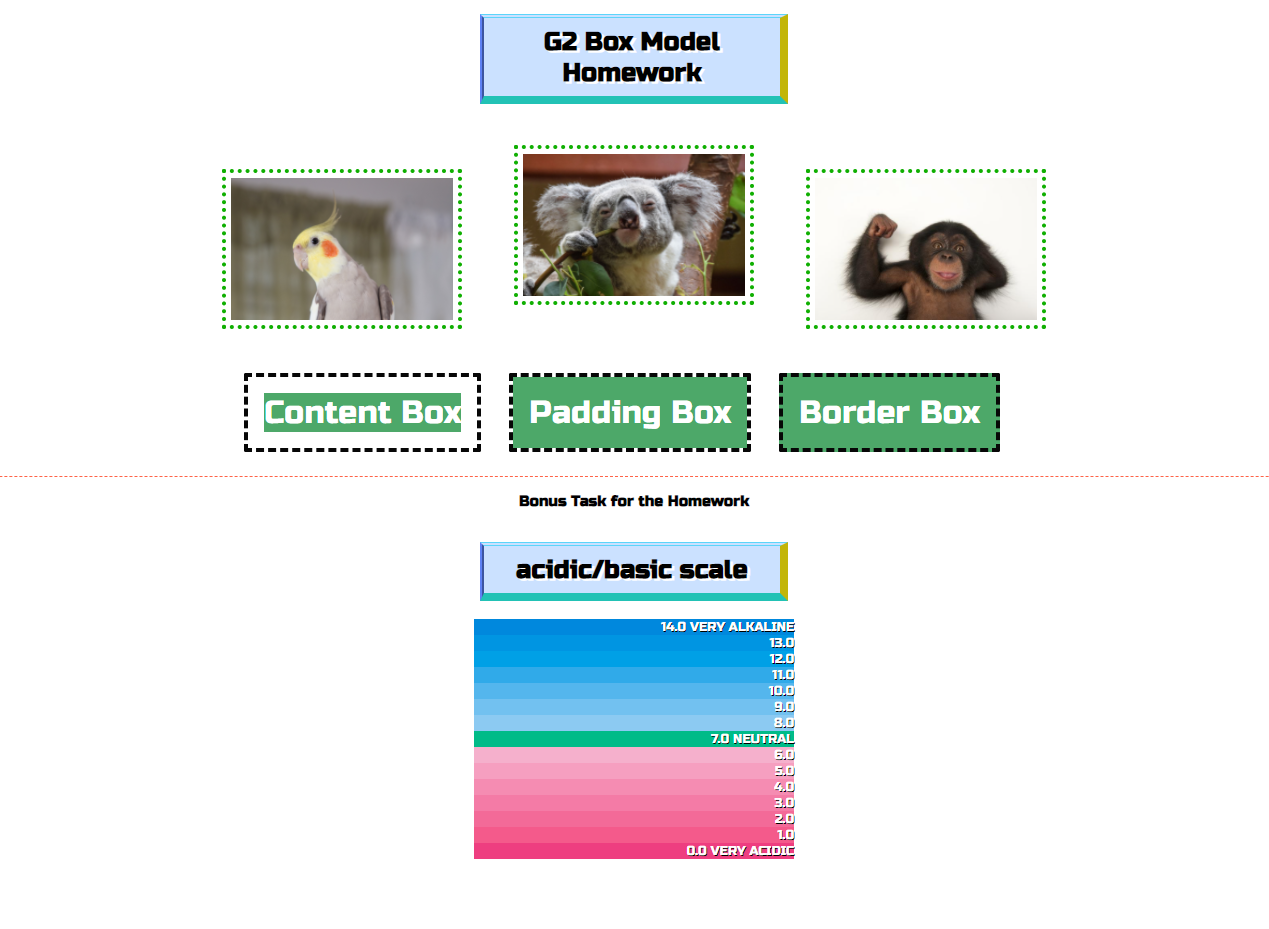 G2 Box Model
Homework
Content Box
Padding Box
Border Box
Bonus Task for the Homework
acidic/basic scale
14.0 VERY ALKALINE
13.0
12.0
11.0
10.0
9.0
8.0
7.0 NEUTRAL
6.0
5.0
4.0
3.0
2.0
1.0
0.0 VERY ACIDIC